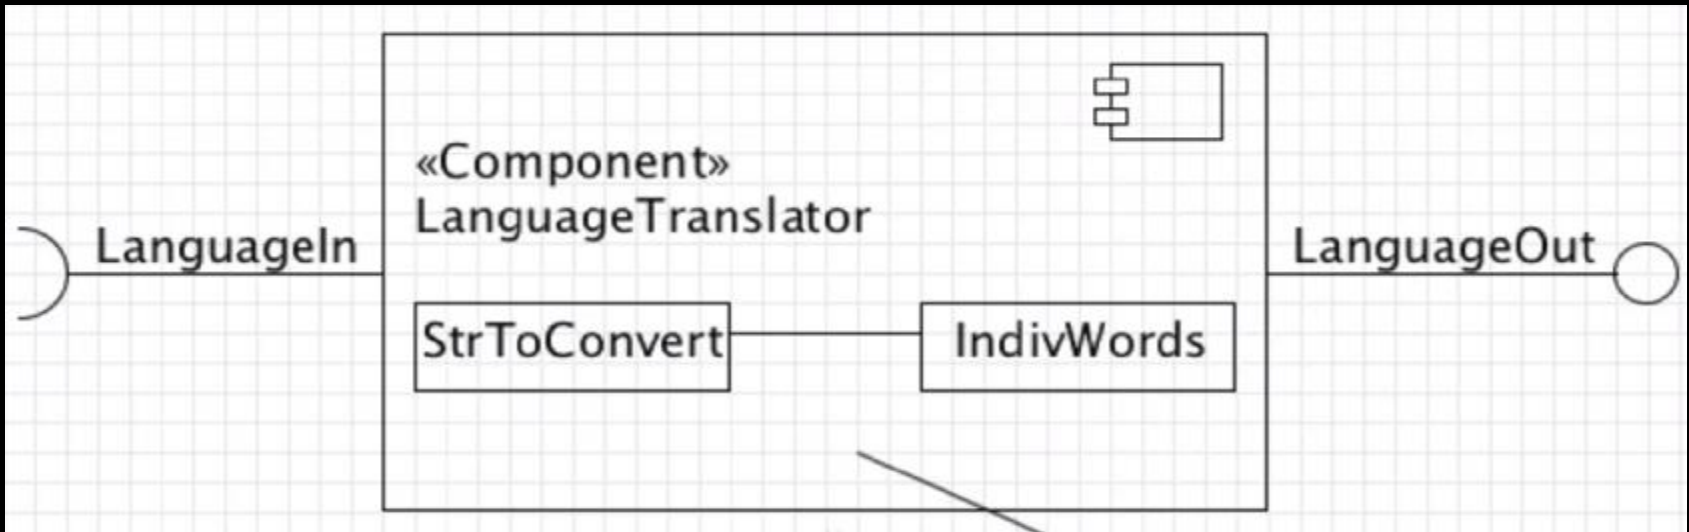 «Component»
LanguageTranslator
LanguageIn
LanguageOut
StrToConvert
IndivWords